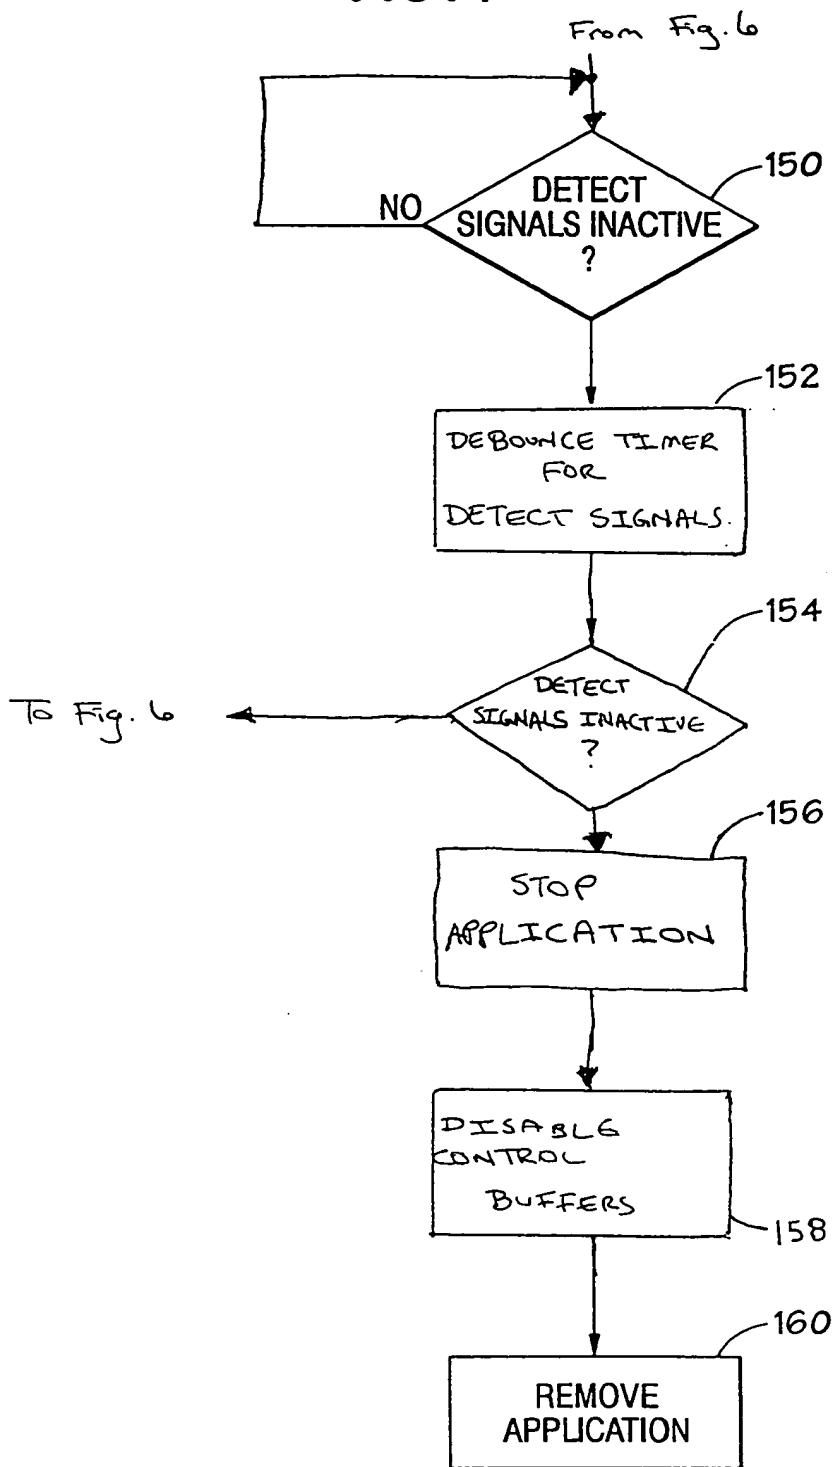 From Fig. 6
150
DETECT
SIGNALS INACTIVE
?
NO
152
DEBOUNCE TIMER
FOR
DETECT SIGNALS.
154
DETECT
SIGNALS INACTIVE
?
To Fig. 6
156
STOP
APPLICATION
DISABLE
CONTROL
BUFFERS
158
160
REMOVE
APPLICATION